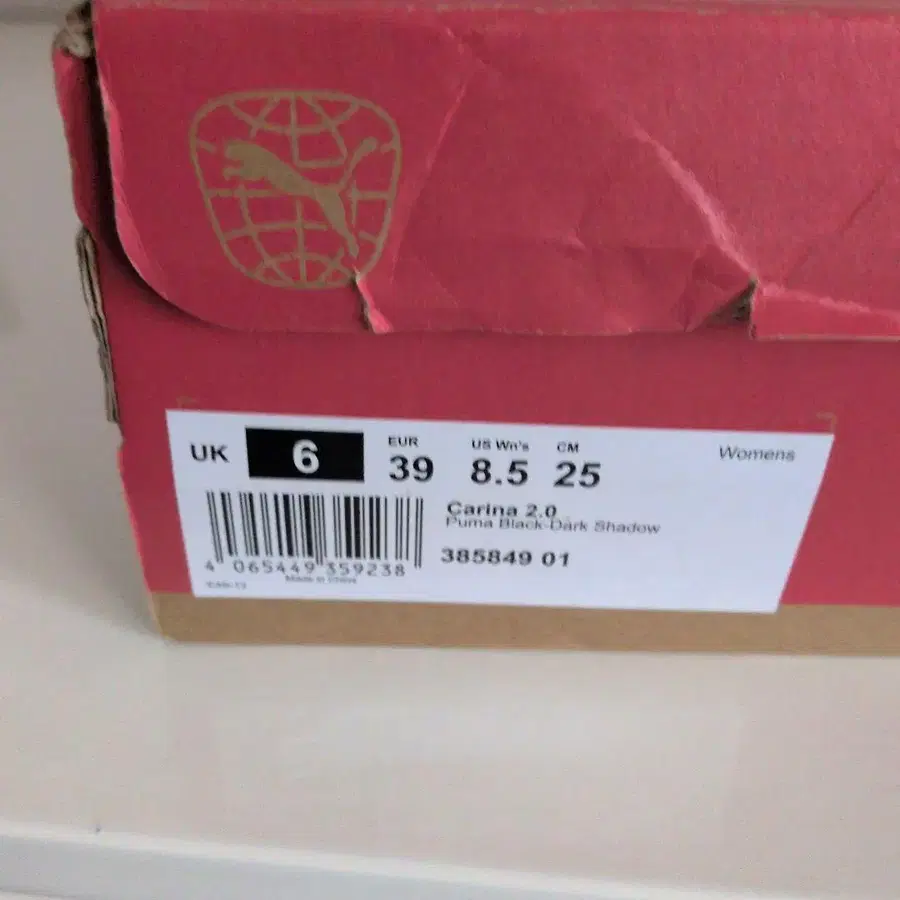 UK 6 EUR 39 US Wn's 8.5 CM 25 Womens
Carina 2.0
Puma Black-Dark Shadow
385849 01
4 065449 359238
Made in China